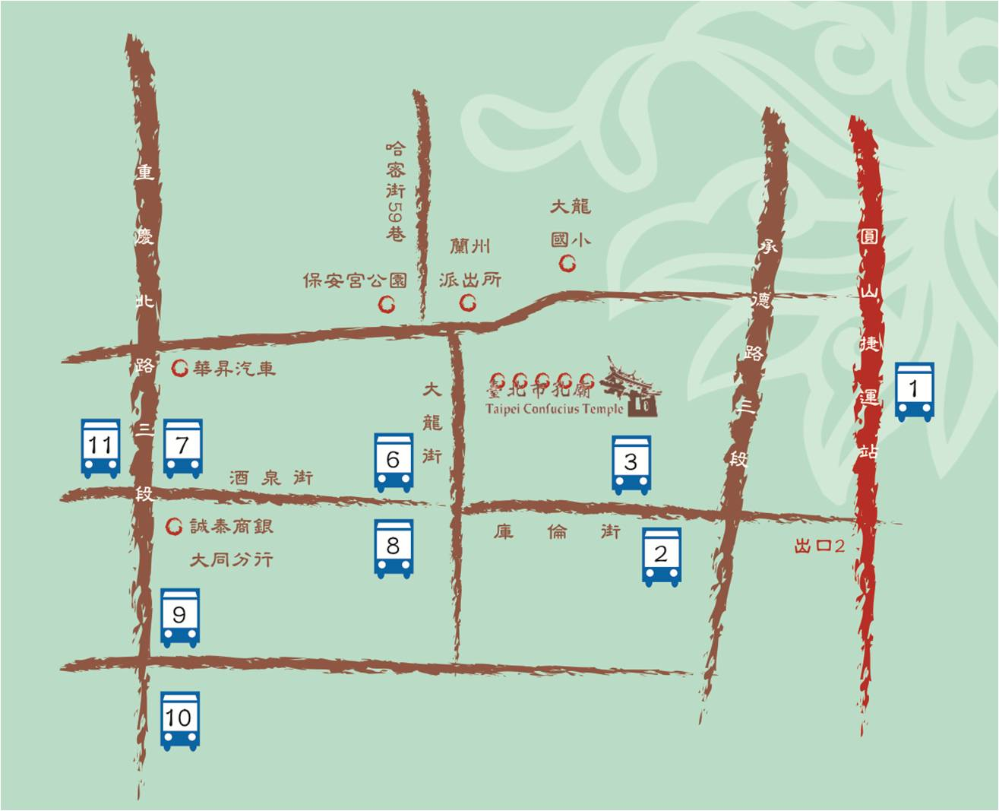 重慶北路三段
哈密街59巷
大龍
國小
蘭州
派出所
保安宮公園
承德路三段
圓山捷運站
華昇汽車
大龍街
臺北市孔廟
Taipei Confucius Temple
1
11
7
6
3
酒泉街
庫倫街
誠泰商銀
大同分行
8
2
出口2
9
10